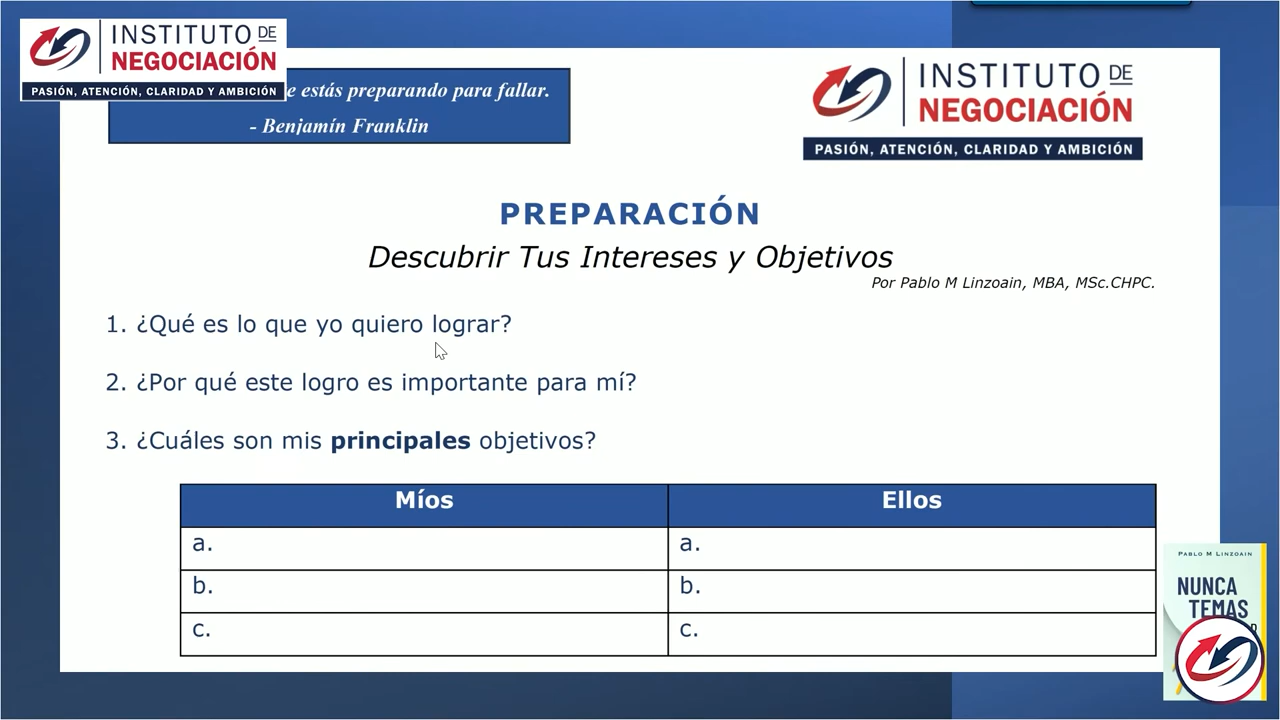 INSTITUTO DE
NEGOCIACIÓN
PASIÓN, ATENCIÓN, CLARIDAD Y AMBICIÓN
estás preparando para fallar.
- Benjamín Franklin
INSTITUTO DE
NEGOCIACIÓN
PASIÓN, ATENCIÓN, CLARIDAD Y AMBICIÓN
PREPARACIÓN
Descubrir Tus Intereses y Objetivos
Por Pablo M Linzoain, MBA, MSc.CHPC.
1. ¿Qué es lo que yo quiero lograr?
2. ¿Por qué este logro es importante para mí?
3. ¿Cuáles son mis principales objetivos?
Míos Ellos
a. a.
b. b.
c. c.
PABLO M LINZOAIN
NUNCA
TEMAS